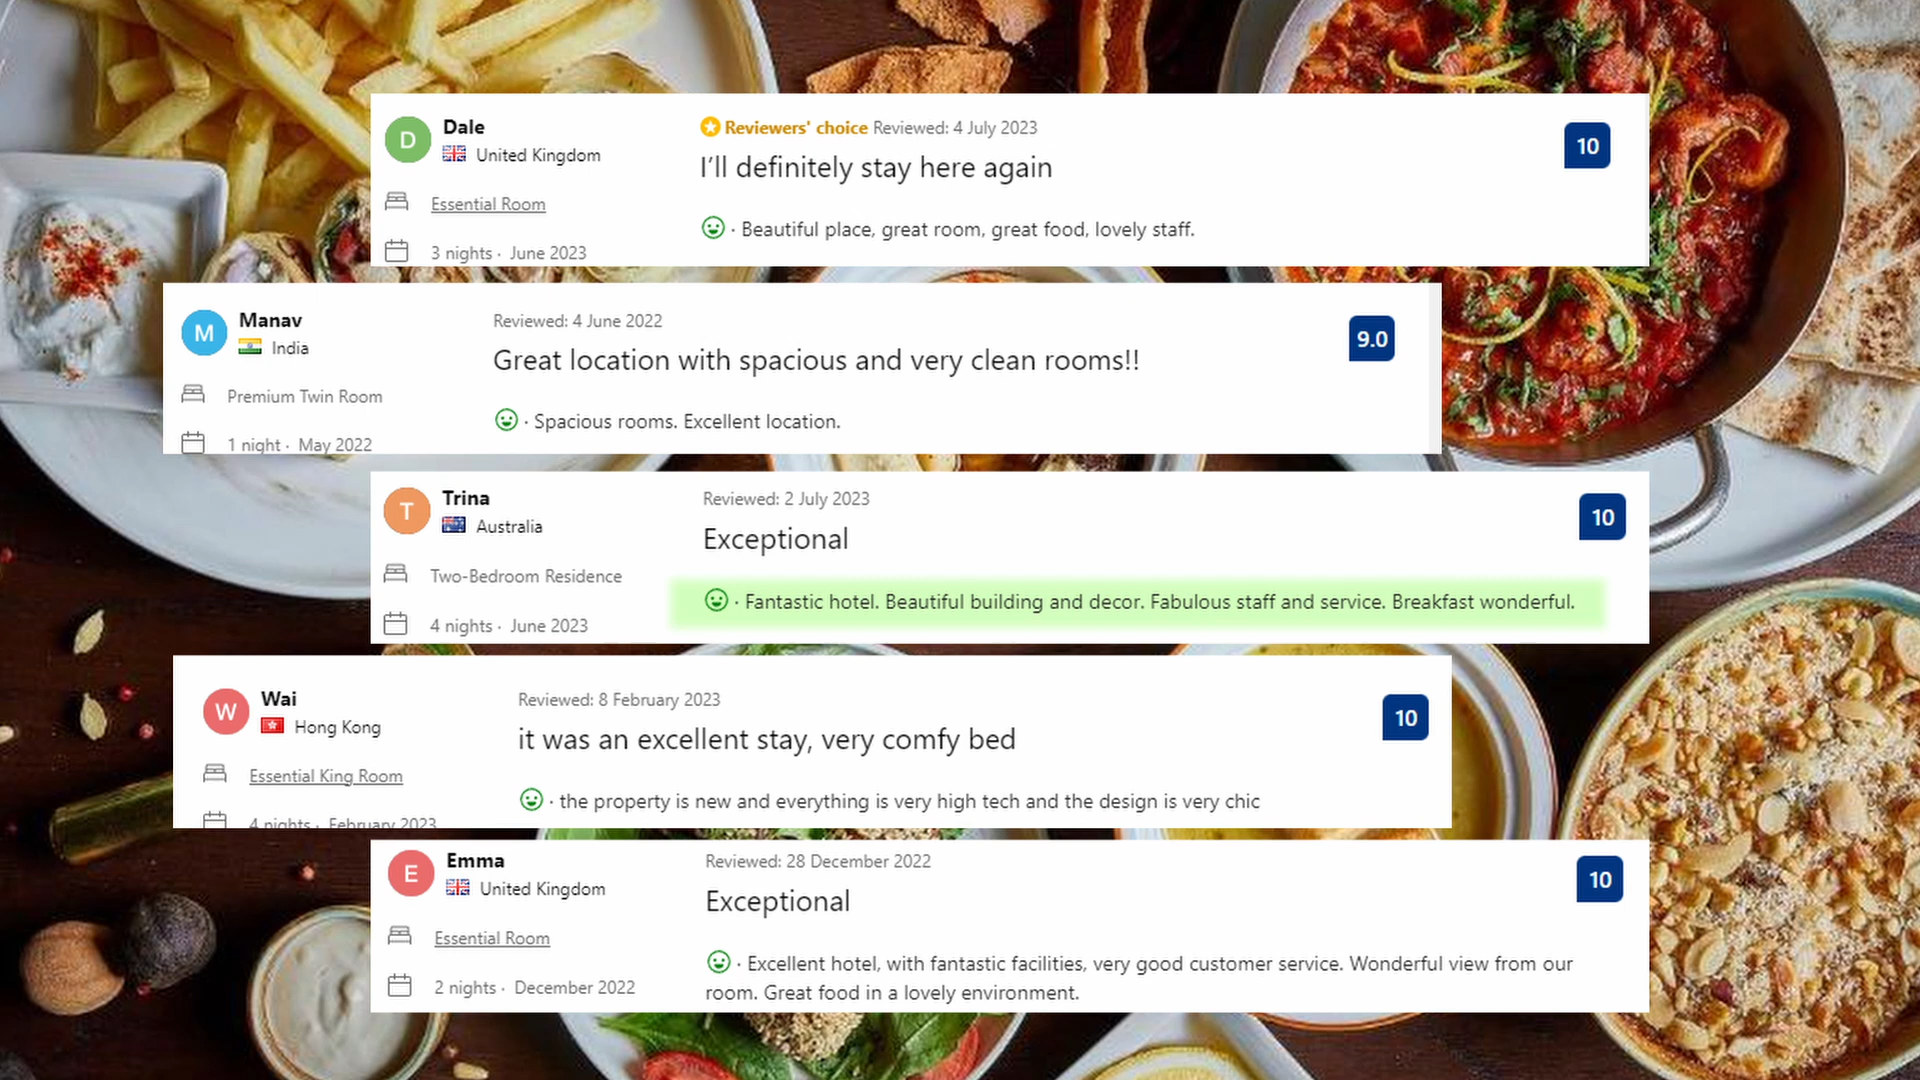 D
Dale
United Kingdom
Essential Room
3 nights · June 2023
Reviewers' choice Reviewed: 4 July 2023
I’ll definitely stay here again
· Beautiful place, great room, great food, lovely staff.
10
M
Manav
India
Premium Twin Room
1 night · May 2022
Reviewed: 4 June 2022
Great location with spacious and very clean rooms!!
· Spacious rooms. Excellent location.
9.0
T
Trina
Australia
Two-Bedroom Residence
4 nights · June 2023
Reviewed: 2 July 2023
Exceptional
· Fantastic hotel. Beautiful building and decor. Fabulous staff and service. Breakfast wonderful.
10
W
Wai
Hong Kong
Essential King Room
4 nights · February 2023
Reviewed: 8 February 2023
it was an excellent stay, very comfy bed
· the property is new and everything is very high tech and the design is very chic
10
E
Emma
United Kingdom
Essential Room
2 nights · December 2022
Reviewed: 28 December 2022
Exceptional
· Excellent hotel, with fantastic facilities, very good customer service. Wonderful view from our
room. Great food in a lovely environment.
10